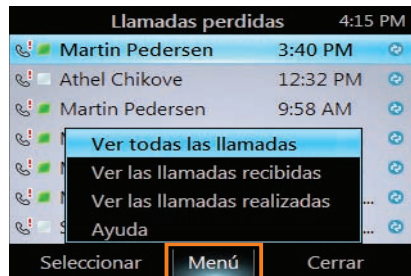 Llamadas perdidas 4:15 PM
Martin Pedersen 3:40 PM
Athel Chikove 12:32 PM
Martin Pedersen 9:58 AM
Ver todas las llamadas
Ver las llamadas recibidas
Ver las llamadas realizadas
Ayuda
Seleccionar Menú Cerrar